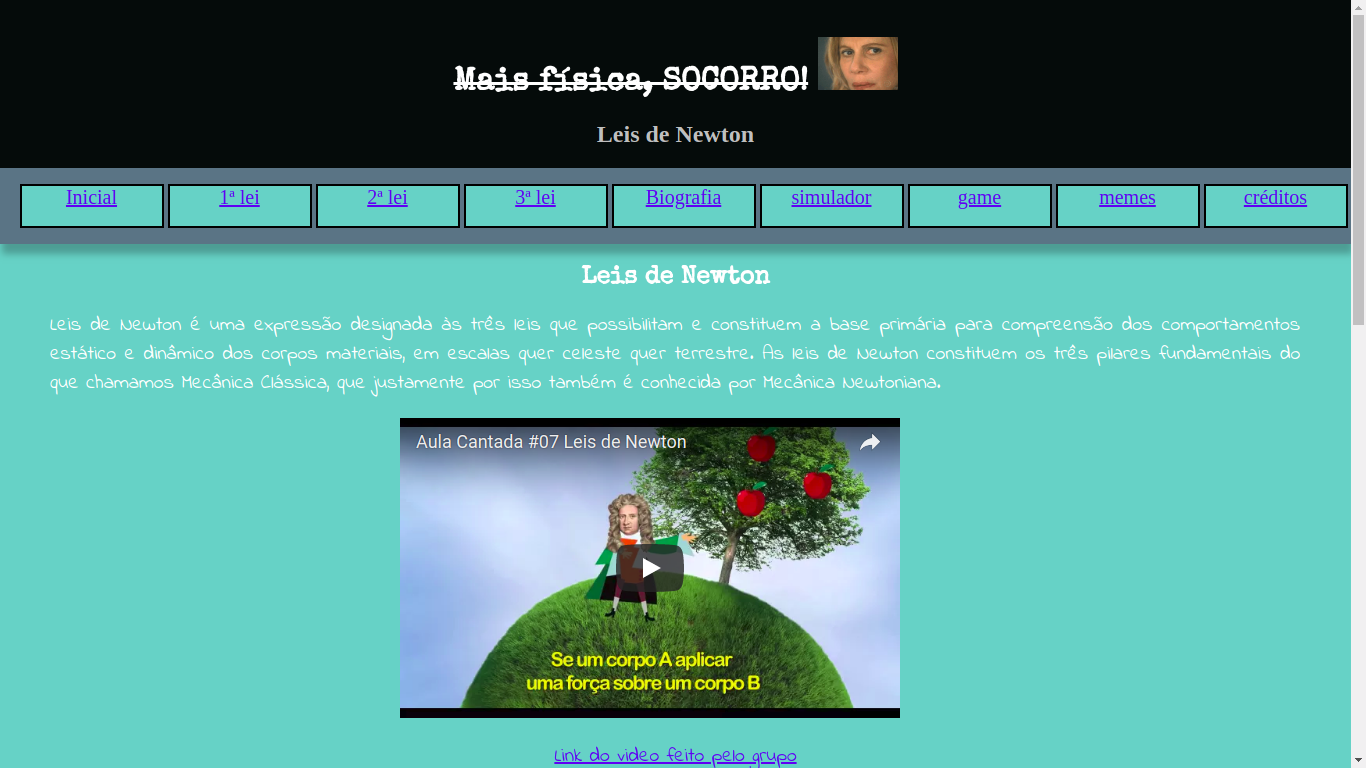 Mais física, SOCORRO!
Leis de Newton
Inicial 1ª lei 2ª lei 3ª lei Biografia simulador game memes créditos
Leis de Newton
Leis de Newton é uma expressão designada às três leis que possibilitam e constituem a base primária para compreensão dos comportamentos
estático e dinâmico dos corpos materiais, em escalas quer celeste quer terrestre. As leis de Newton constituem os três pilares fundamentais do
que chamamos Mecânica Clássica, que justamente por isso também é conhecida por Mecânica Newtoniana.
Aula Cantada #07 Leis de Newton
Se um corpo A aplicar
uma força sobre um corpo B
Link do video feito pelo grupo